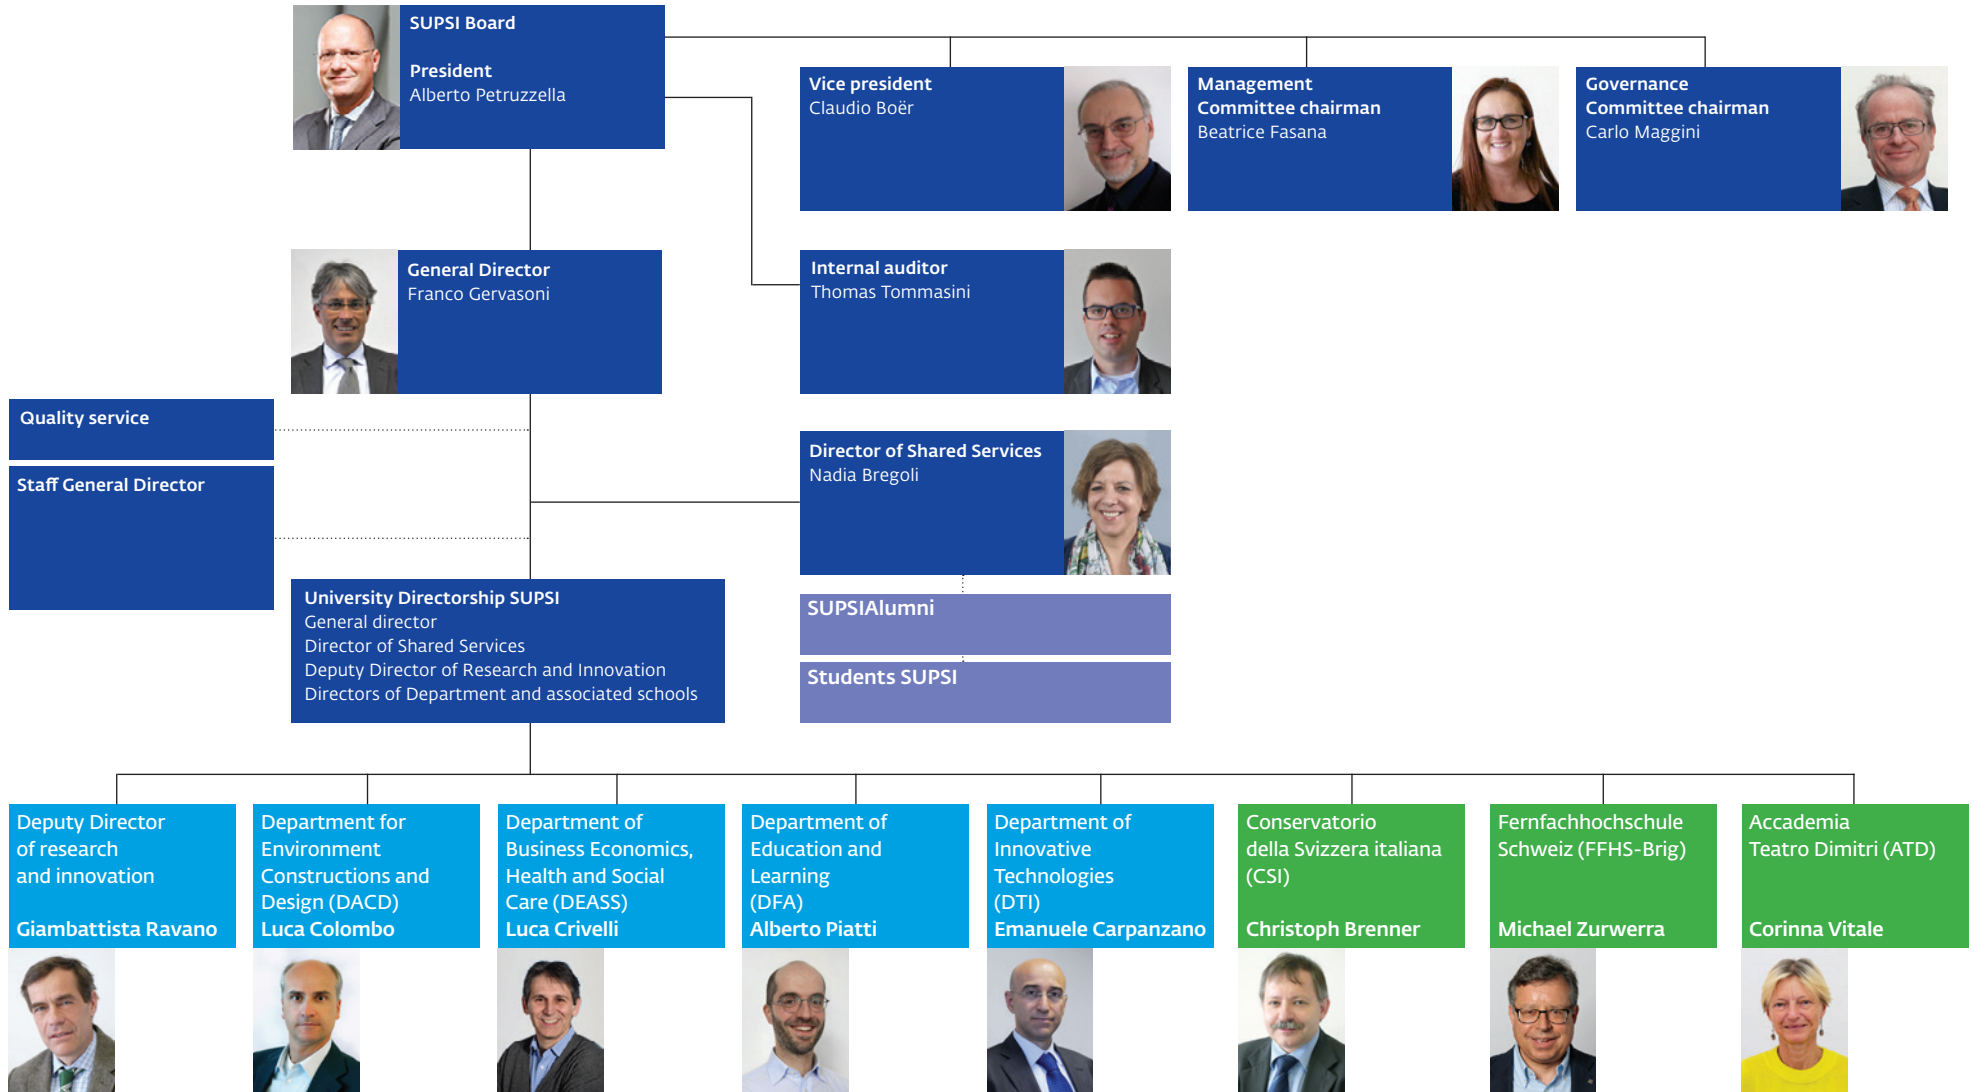 SUPSI Board
President
Alberto Petruzzella
Vice president
Claudio Boër
Management
Committee chairman
Beatrice Fasana
Governance
Committee chairman
Carlo Maggini
General Director
Franco Gervasoni
Internal auditor
Thomas Tommasini
Quality service
Staff General Director
Director of Shared Services
Nadia Bregoli
University Directorship SUPSI
General director
Director of Shared Services
Deputy Director of Research and Innovation
Directors of Department and associated schools
SUPSIAlumni
Students SUPSI
Deputy Director
of research
and innovation
Giambattista Ravano
Department for
Environment
Constructions and
Design (DACD)
Luca Colombo
Department of
Business Economics,
Health and Social
Care (DEASS)
Luca Crivelli
Department of
Education and
Learning
(DFA)
Alberto Piatti
Department of
Innovative
Technologies
(DTI)
Emanuele Carpanzano
Conservatorio
della Svizzera italiana
(CSI)
Christoph Brenner
Fernfachhochschule
Schweiz (FFHS-Brig)
Michael Zurwerra
Accademia
Teatro Dimitri (ATD)
Corinna Vitale